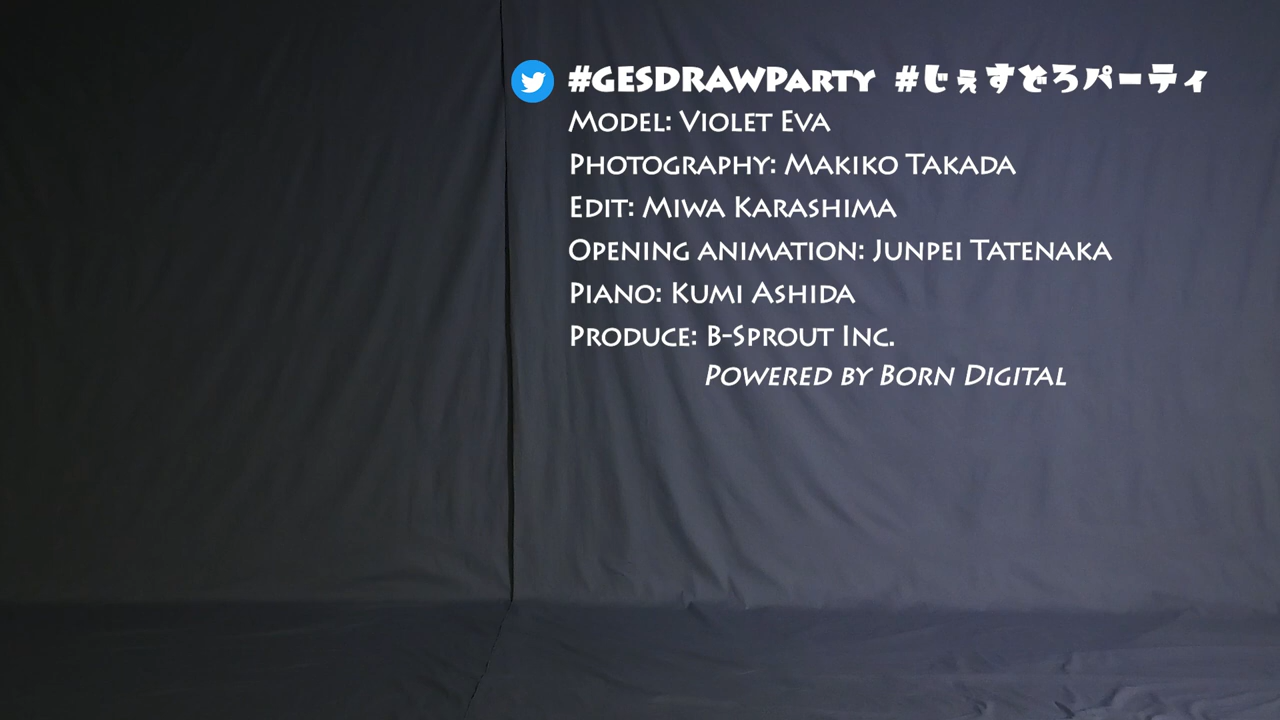 #GESDRAWPARTY #じぇすどろパーティ
MODEL: VIOLET EVA
PHOTOGRAPHY: MAKIKO TAKADA
EDIT: MIWA KARASHIMA
OPENING ANIMATION: JUNPEI TATENAKA
PIANO: KUMI ASHIDA
PRODUCE: B-SPROUT INC.
POWERED BY BORN DIGITAL